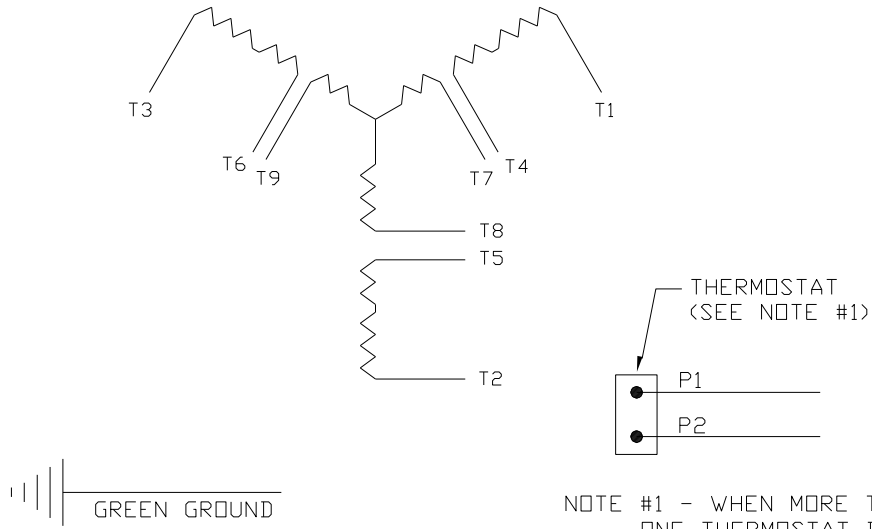 T3
T1
T6
T9
T7
T4
T8
T5
THERMOSTAT
(SEE NOTE #1)
T2
P1
P2
GREEN GROUND
NOTE #1 - WHEN MORE
ONE THERMOSTAT